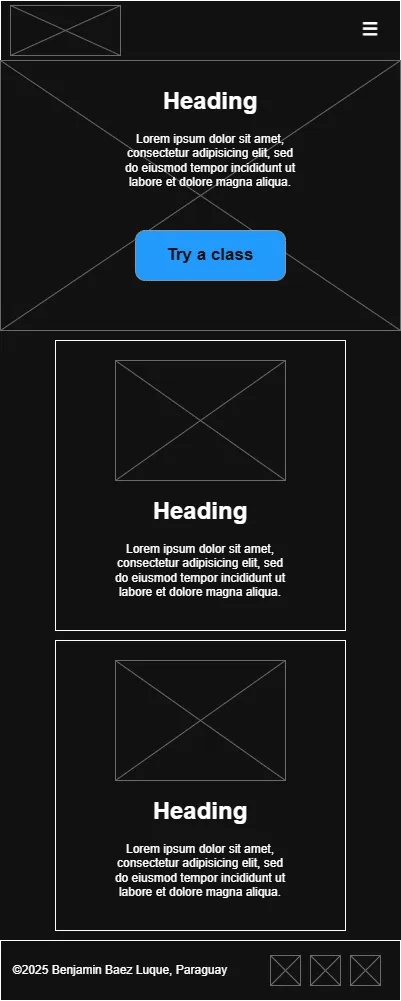 Heading
Lorem ipsum dolor sit amet,
consectetur adipisicing elit, sed
do eiusmod tempor incididunt ut
labore et dolore magna aliqua.
Try a class
Heading
Lorem ipsum dolor sit amet,
consectetur adipisicing elit, sed
do eiusmod tempor incididunt ut
labore et dolore magna aliqua.
Heading
Lorem ipsum dolor sit amet,
consectetur adipisicing elit, sed
do eiusmod tempor incididunt ut
labore et dolore magna aliqua.
©2025 Benjamin Baez Luque, Paraguay